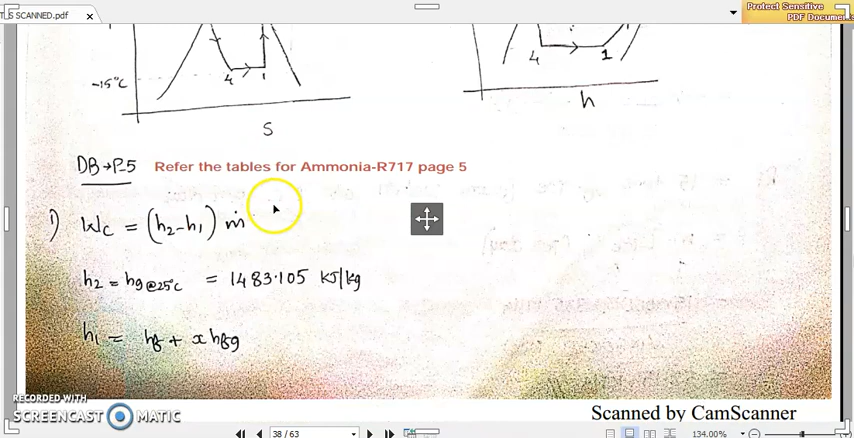 TLS SCANNED.pdf
Protect Sensitive
PDF Documen
-15°C
4
1
S
4
1
h
DB→P-5
Refer the tables for Ammonia-R717 page 5
1) Wc = (h2-h1) ṁ
h2 = hg@25°C = 1483.105 KJ/kg
h1 = hf + x hfg
RECORDED WITH
SCREENCAST MATIC
Scanned by CamScanner
38 / 63
134.00%